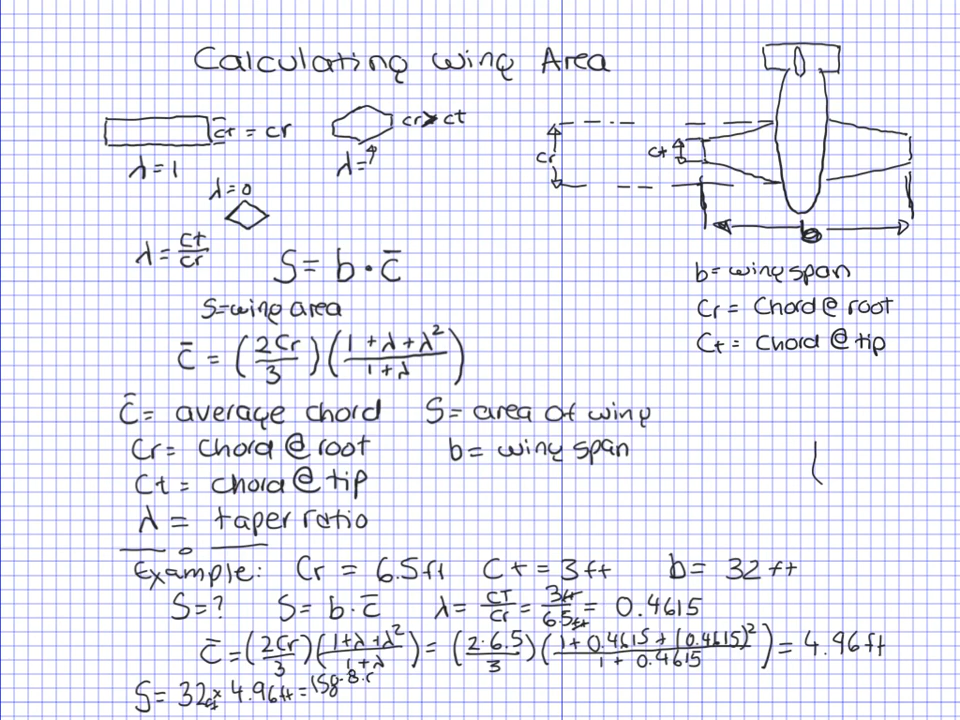 Calculating Wing Area
c̄t = cr
cr > ct
λ = 1
λ = ?
λ = 0
cr
ct
b
λ = ct/cr
S = b · c̄
S = wing area
b = wing span
Cr = Chord @ root
Ct = Chord @ tip
c̄ = (2Cr/3)(1 + λ + λ²/1 + λ)
c̄ = average chord S = area of wing
Cr = Chord @ root b = wing span
Ct = chord @ tip
λ = taper ratio
Example: Cr = 6.5ft Ct = 3ft b = 32 ft
S = ? S = b · c̄ λ = CT/Cr = 3ft/6.5ft = 0.4615
c̄ = (2Cr/3)(1+λ+λ²/1+λ) = (2·6.5/3)(1+0.4615+(0.4615)²/1+0.4615) = 4.96ft
S = 32 × 4.96ft = 158.8